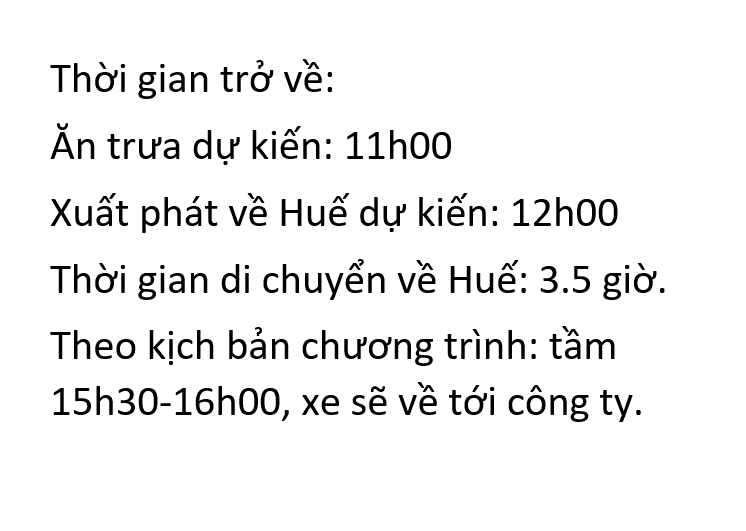 Thời gian trở về:
Ăn trưa dự kiến: 11h00
Xuất phát về Huế dự kiến: 12h00
Thời gian di chuyển về Huế: 3.5 giờ.
Theo kịch bản chương trình: tầm
15h30-16h00, xe sẽ về tới công ty.